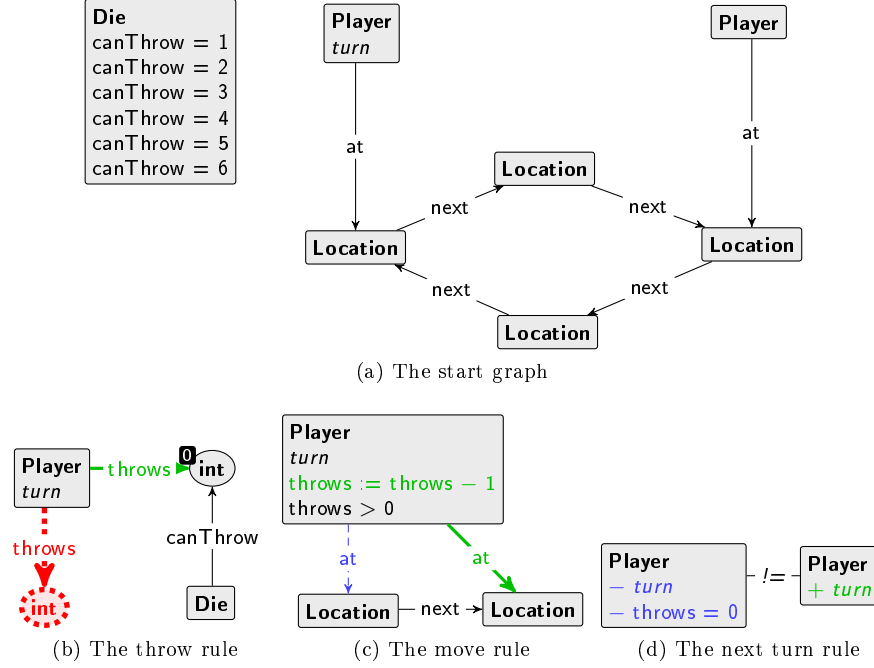 Die
canThrow = 1
canThrow = 2
canThrow = 3
canThrow = 4
canThrow = 5
canThrow = 6
Player
turn
Player
at
at
Location
next
next
Location
Location
next
next
Location
(a) The start graph
Player
turn
throws
0
int
throws
canThrow
int
Die
(b) The throw rule
Player
turn
throws := throws − 1
throws > 0
at
at
Location
next
Location
(c) The move rule
Player
− turn
− throws = 0
!=
Player
+ turn
(d) The next turn rule